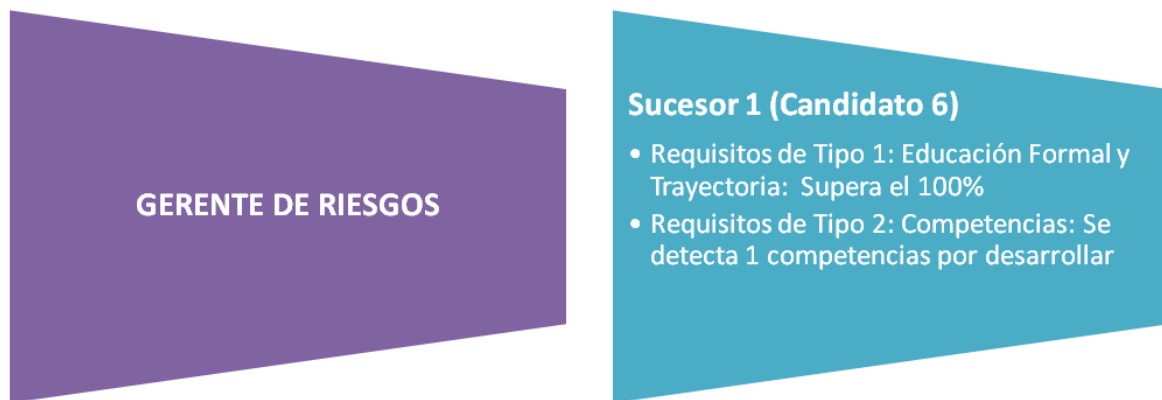 GERENTE DE RIESGOS
Sucesor 1 (Candidato 6)
• Requisitos de Tipo 1: Educación Formal y
Trayectoria:  Supera el 100%
• Requisitos de Tipo 2: Competencias: Se
detecta 1 competencias por desarrollar